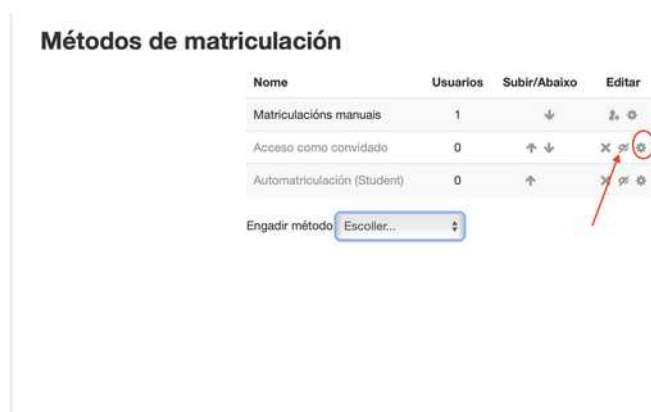 Métodos de matriculación
Nome Usuarios Subir/Abaixo Editar
Matriculacións manuais 1
Acceso como convidado 0
Automatriculación (Student) 0
Engadir método Escoller...